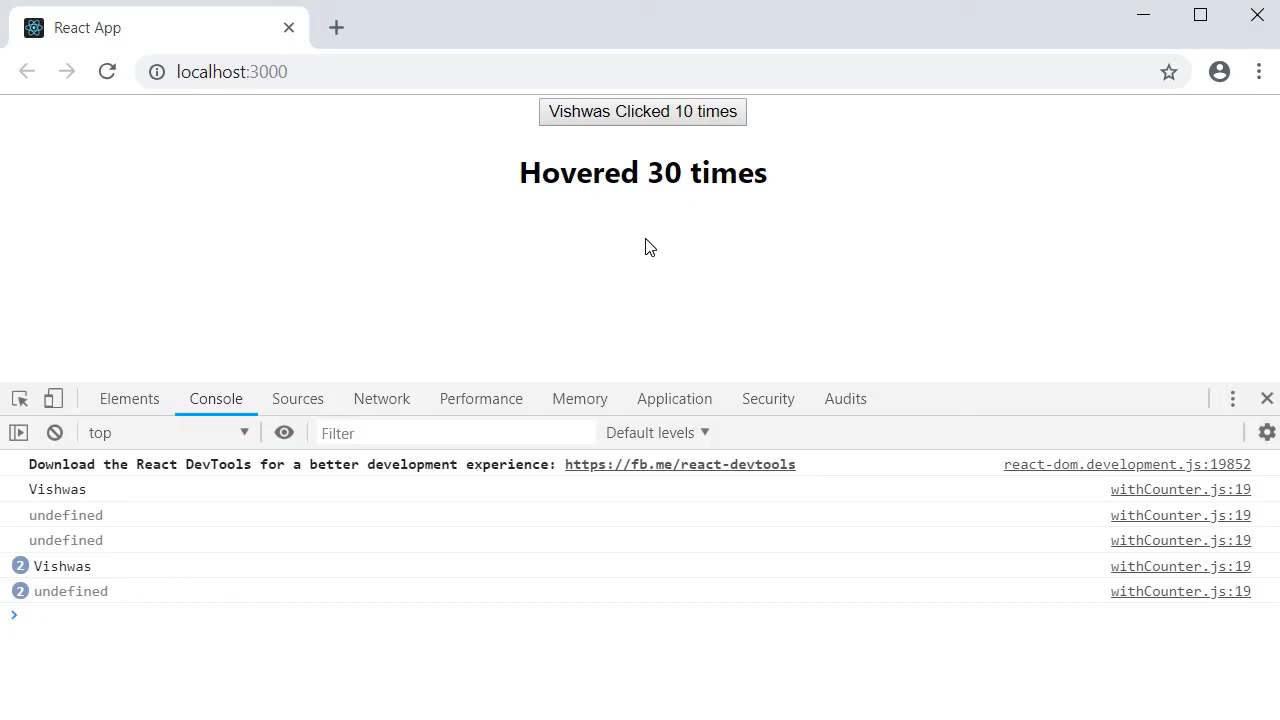 React App
localhost:3000
Vishwas Clicked 10 times
Hovered 30 times
Elements Console Sources Network Performance Memory Application Security Audits
top Filter Default levels
Download the React DevTools for a better development experience: https://fb.me/react-devtools react-dom.development.js:19852
Vishwas withCounter.js:19
undefined withCounter.js:19
undefined withCounter.js:19
2 Vishwas withCounter.js:19
2 undefined withCounter.js:19